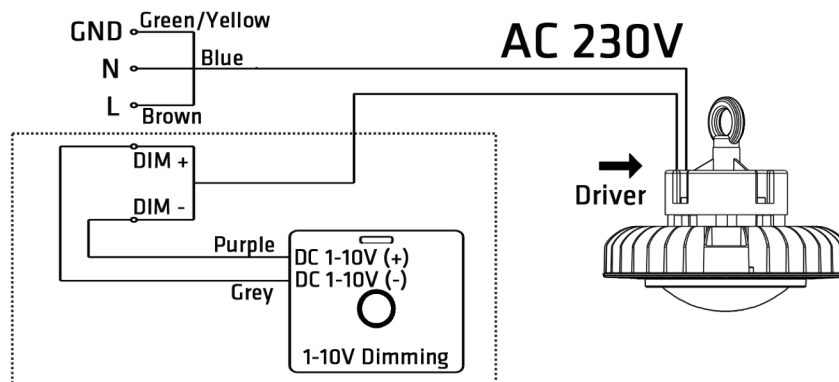 GND Green/Yellow
N Blue
L Brown
AC 230V
DIM +
DIM -
Purple
Grey
DC 1-10V (+)
DC 1-10V (-)
1-10V Dimming
Driver